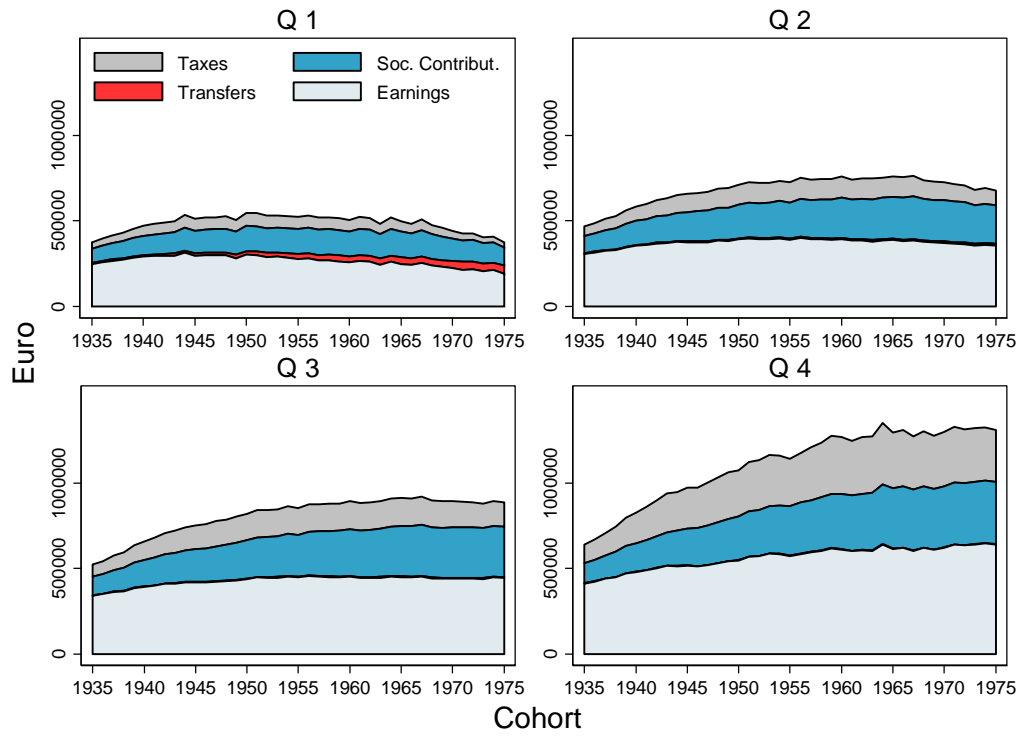 Q 1
Q 2
Taxes
Soc. Contribut.
Transfers
Earnings
0 500000 1000000
0 500000 1000000
1935 1940 1945 1950 1955 1960 1965 1970 1975
1935 1940 1945 1950 1955 1960 1965 1970 1975
Euro
Q 3
Q 4
0 500000 1000000
0 500000 1000000
1935 1940 1945 1950 1955 1960 1965 1970 1975
1935 1940 1945 1950 1955 1960 1965 1970 1975
Cohort